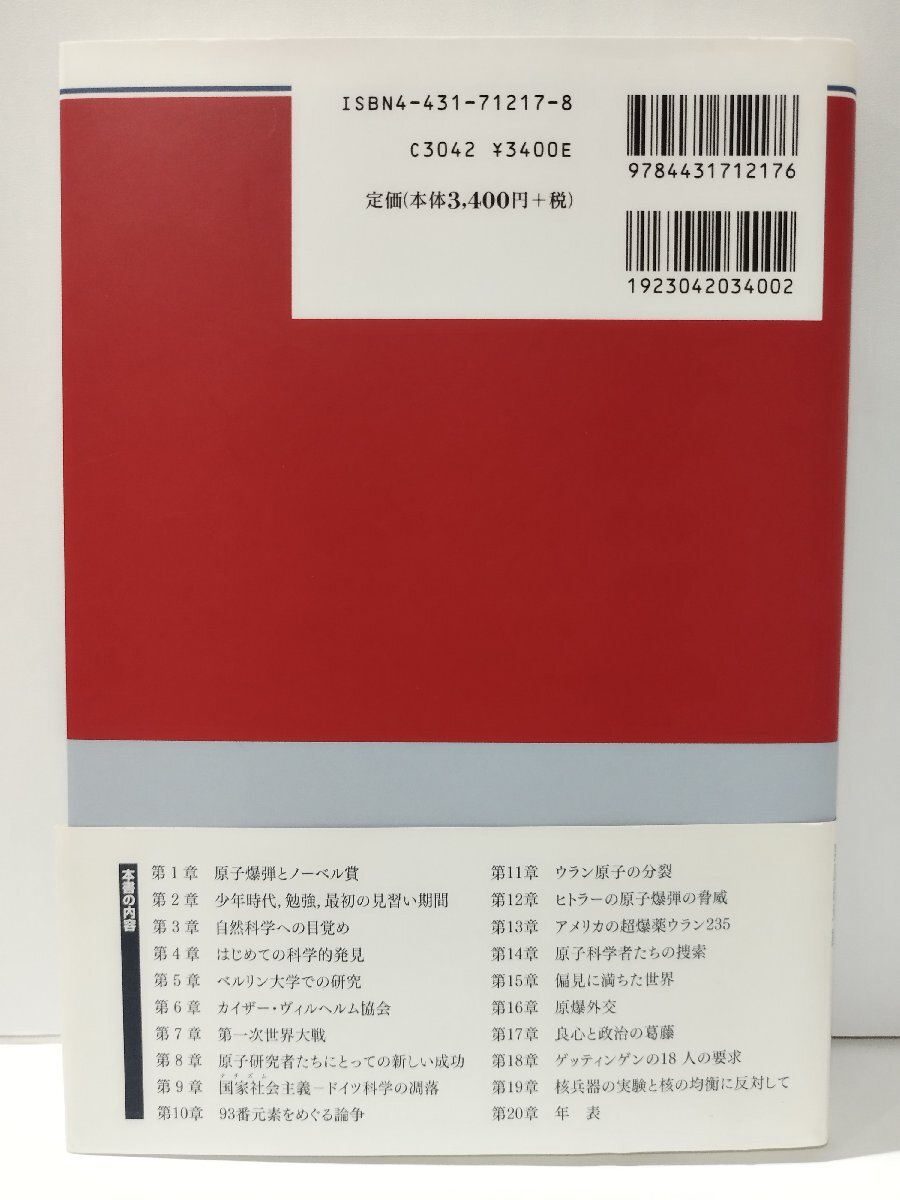 ISBN4-431-71217-8
C3042 ¥3400E
定価(本体3,400円+税)
9784431712176
1923042034002
本書の内容
第1章 原子爆弾とノーベル賞
第2章 少年時代,勉強,最初の見習い期間
第3章 自然科学への目覚め
第4章 はじめての科学的発見
第5章 ベルリン大学での研究
第6章 カイザー・ヴィルヘルム協会
第7章 第一次世界大戦
第8章 原子研究者たちにとっての新しい成功
ナチズム
第9章 国家社会主義−ドイツ科学の凋落
第10章 93番元素をめぐる論争
第11章 ウラン原子の分裂
第12章 ヒトラーの原子爆弾の脅威
第13章 アメリカの超爆薬ウラン235
第14章 原子科学者たちの捜索
第15章 偏見に満ちた世界
第16章 原爆外交
第17章 良心と政治の葛藤
第18章 ゲッティンゲンの18人の要求
第19章 核兵器の実験と核の均衡に反対して
第20章 年 表